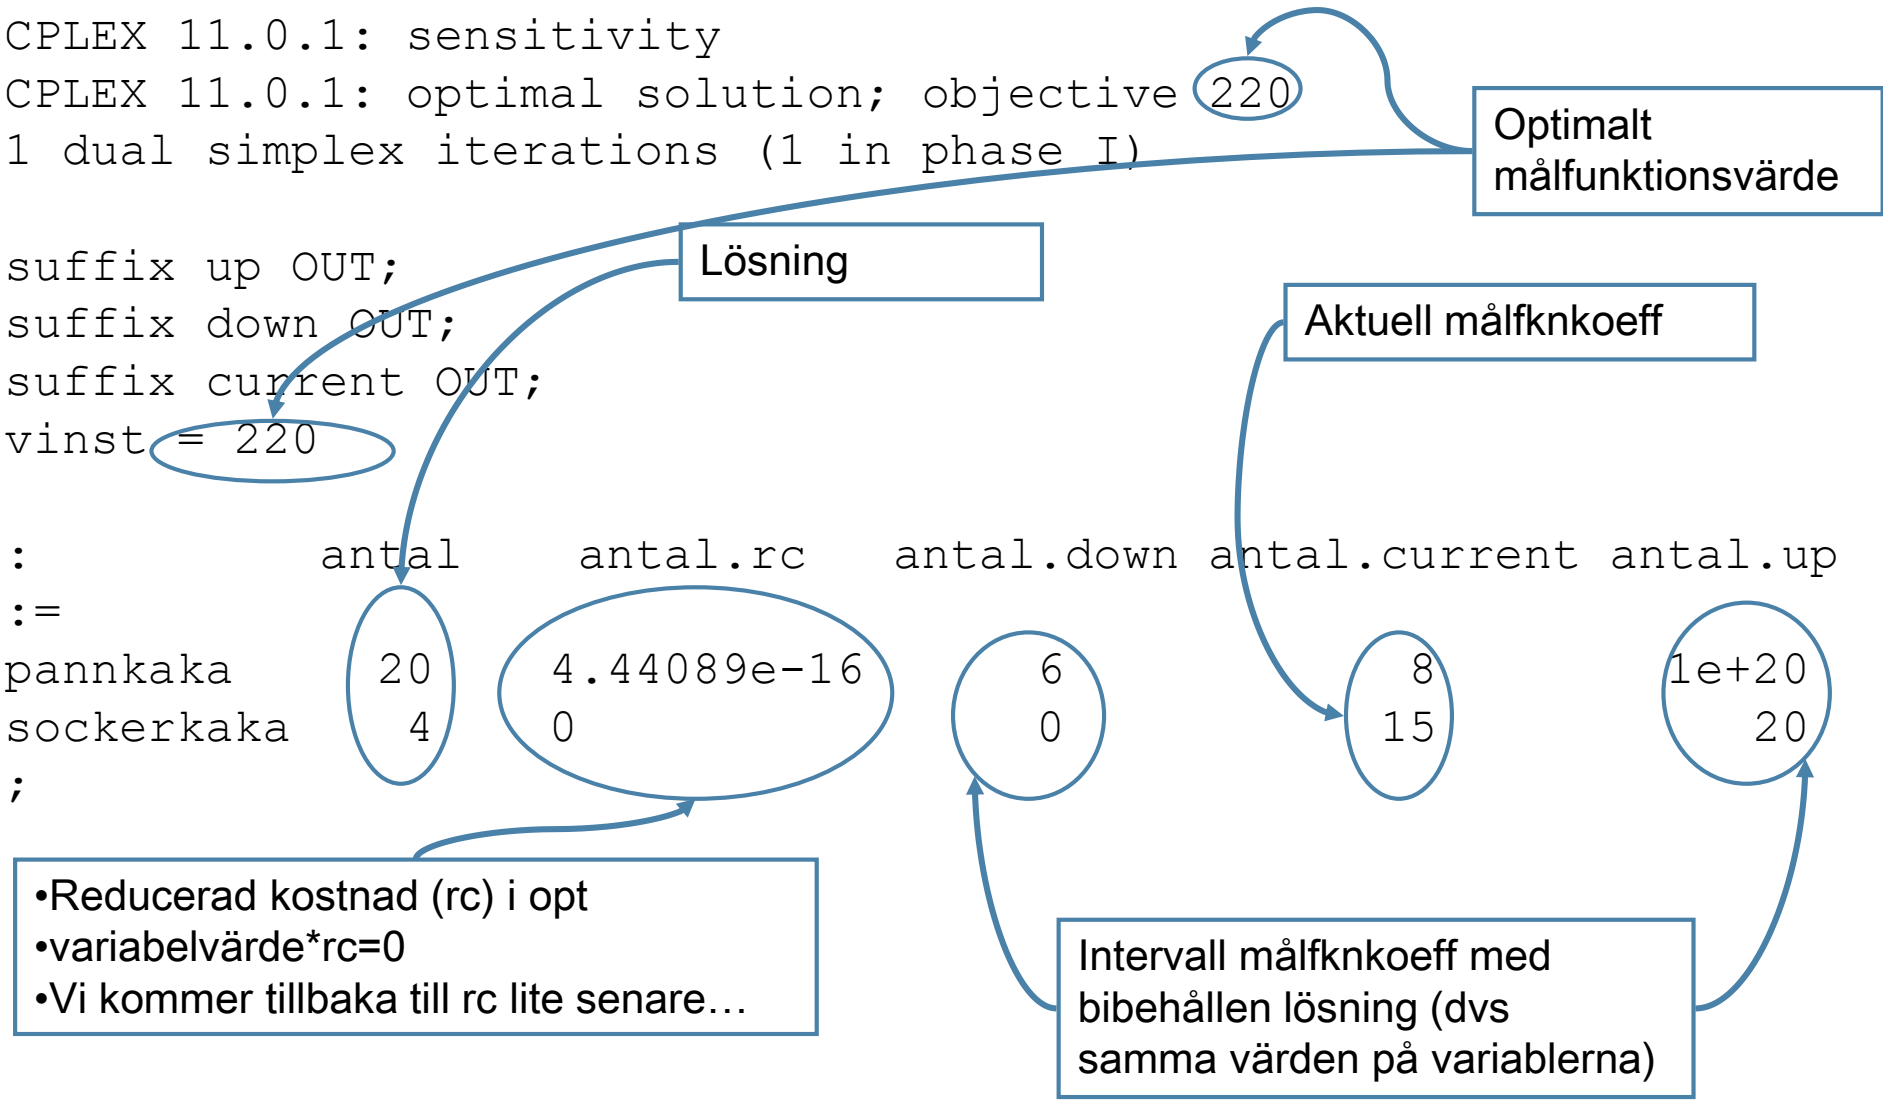 CPLEX 11.0.1: sensitivity
CPLEX 11.0.1: optimal solution; objective 220
1 dual simplex iterations (1 in phase I)
Optimalt
målfunktionsvärde
suffix up OUT;
suffix down OUT;
suffix current OUT;
vinst = 220
Lösning
Aktuell målfknkoeff
: antal antal.rc antal.down antal.current antal.up
:=
pannkaka 20 4.44089e-16 6 8 1e+20
sockerkaka 4 0 0 15 20
;
•Reducerad kostnad (rc) i opt
•variabelvärde*rc=0
•Vi kommer tillbaka till rc lite senare…
Intervall målfknkoeff med
bibehållen lösning (dvs
samma värden på variablerna)